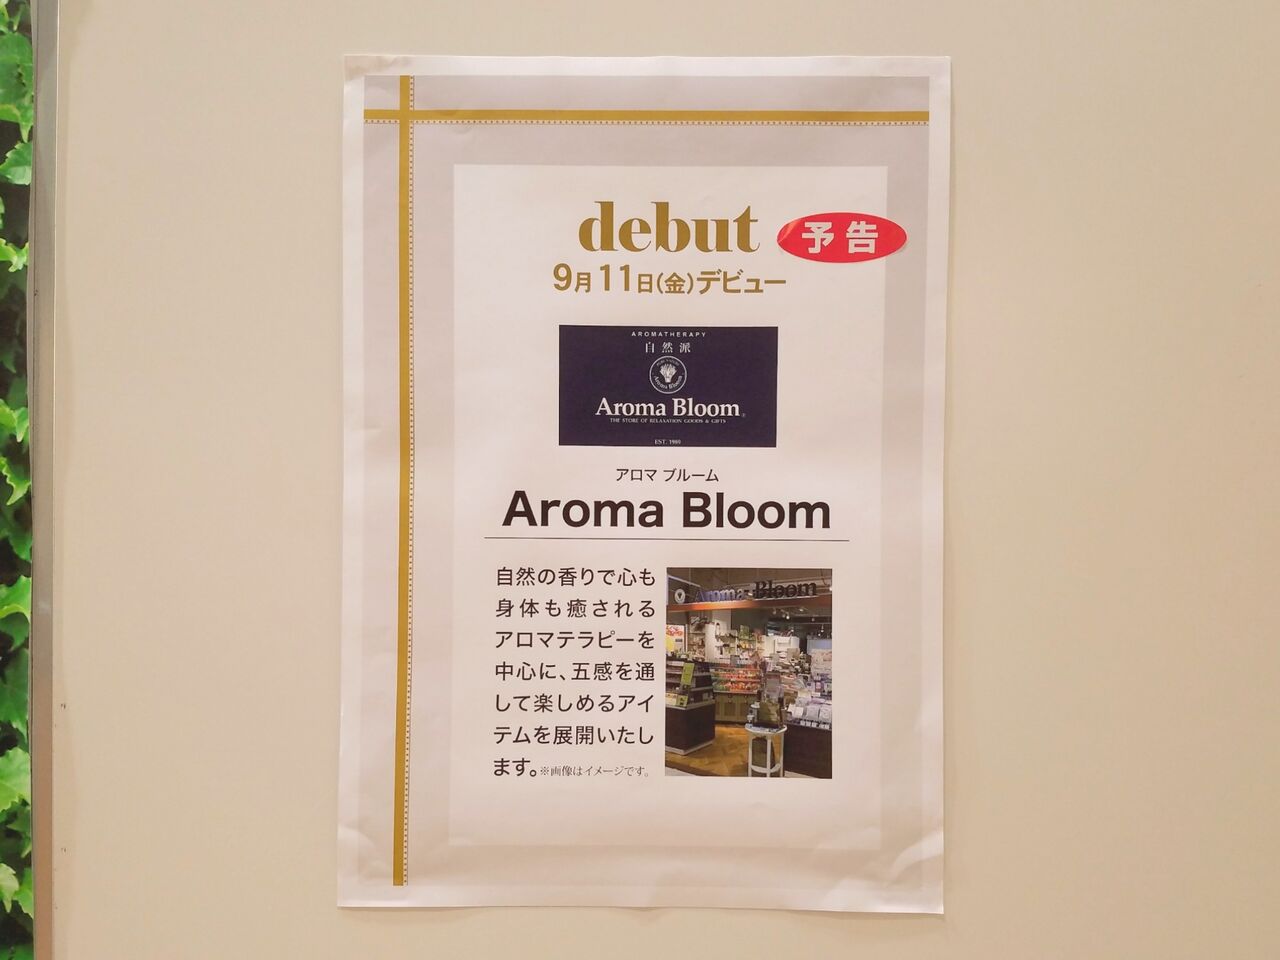 debut
予告
9月11日(金)デビュー
AROMATHERAPY
自然派
Aroma Bloom
THE STORE OF RELAXATION GOODS & GIFTS
EST. 1980
アロマ ブルーム
Aroma Bloom
自然の香りで心も
身体も癒される
アロマテラピーを
中心に、五感を通
して楽しめるアイ
テムを展開いたし
ます。※画像はイメージです。
Aroma Bloom